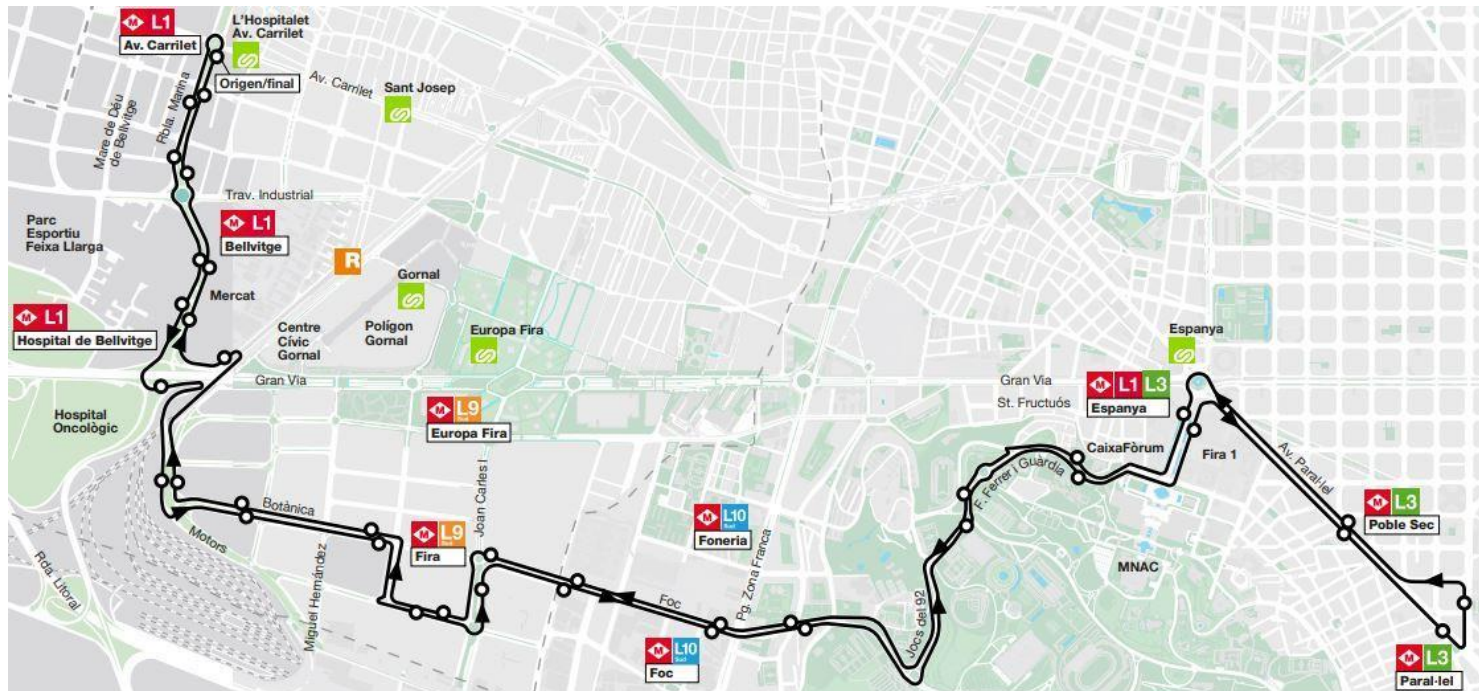 M L1
Av. Carrilet
L'Hospitalet
Av. Carrilet
Origen/final
Av. Carrilet
Sant Josep
Rbla. Marina
Mare de Déu
de Bellvitge
Trav. Industrial
Parc
Esportiu
Feixa Llarga
M L1
Bellvitge
R
Mercat
Gornal
M L1
Hospital de Bellvitge
Centre
Cívic
Gornal
Polígon
Gornal
Europa Fira
Espanya
Gran Via
Gran Via
St. Fructuós
M L1 L3
Espanya
Hospital
Oncològic
M L9 Sud
Europa Fira
CaixaFòrum
Fira 1
Av. Paral·lel
F. Ferrer i Guàrdia
Joan Carles I
Botànica
M L9 Sud
Fira
M L10 Sud
Foneria
M L3
Poble Sec
Motors
Rda. Litoral
Miguel Hernández
Pg. Zona Franca
MNAC
Foc
Jocs del 92
M L10 Sud
Foc
M L3
Paral·lel